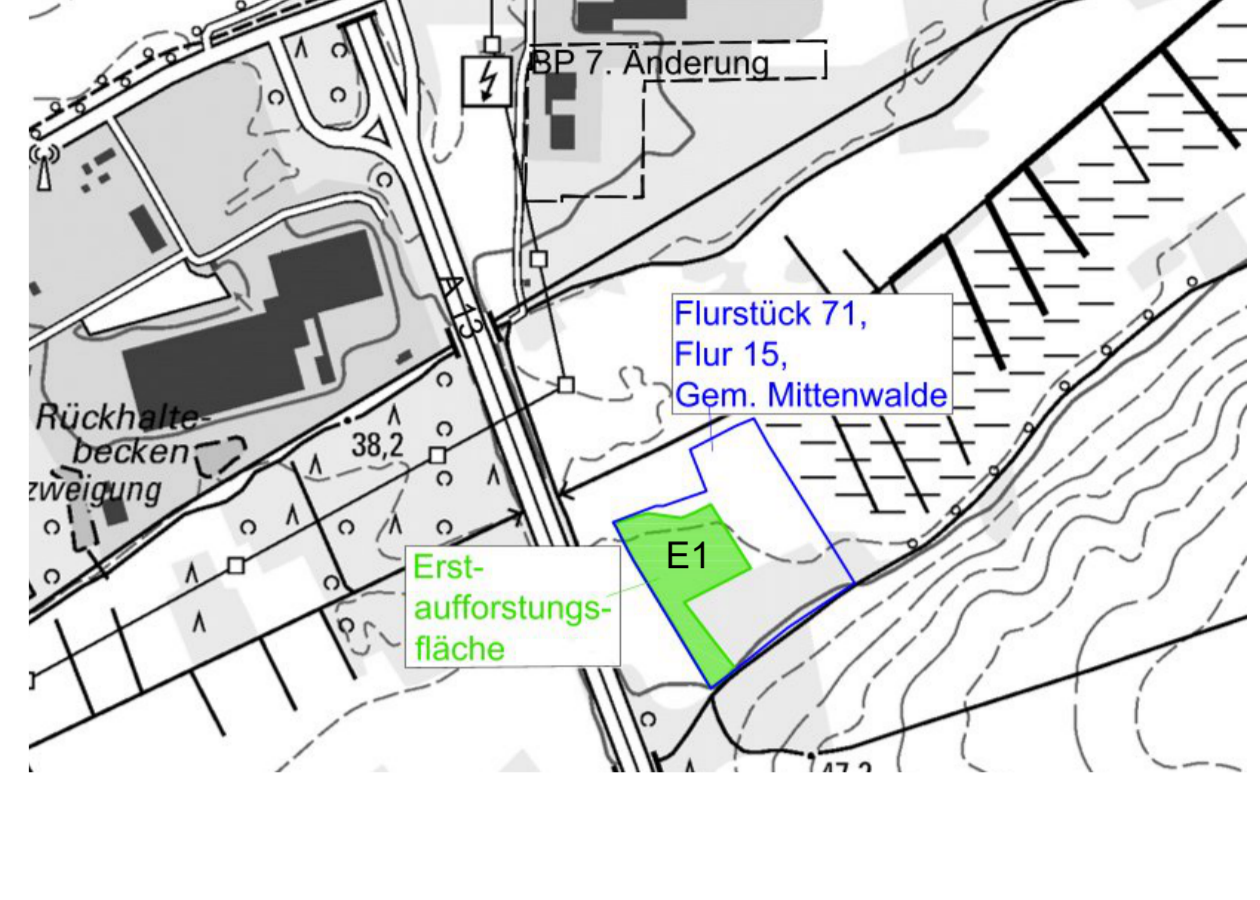 BP 7. Änderung
A 13
Flurstück 71,
Flur 15,
Gem. Mittenwalde
Rückhalte-
becken
38,2
zweigung
E1
Erst-
aufforstungs-
fläche
47,2